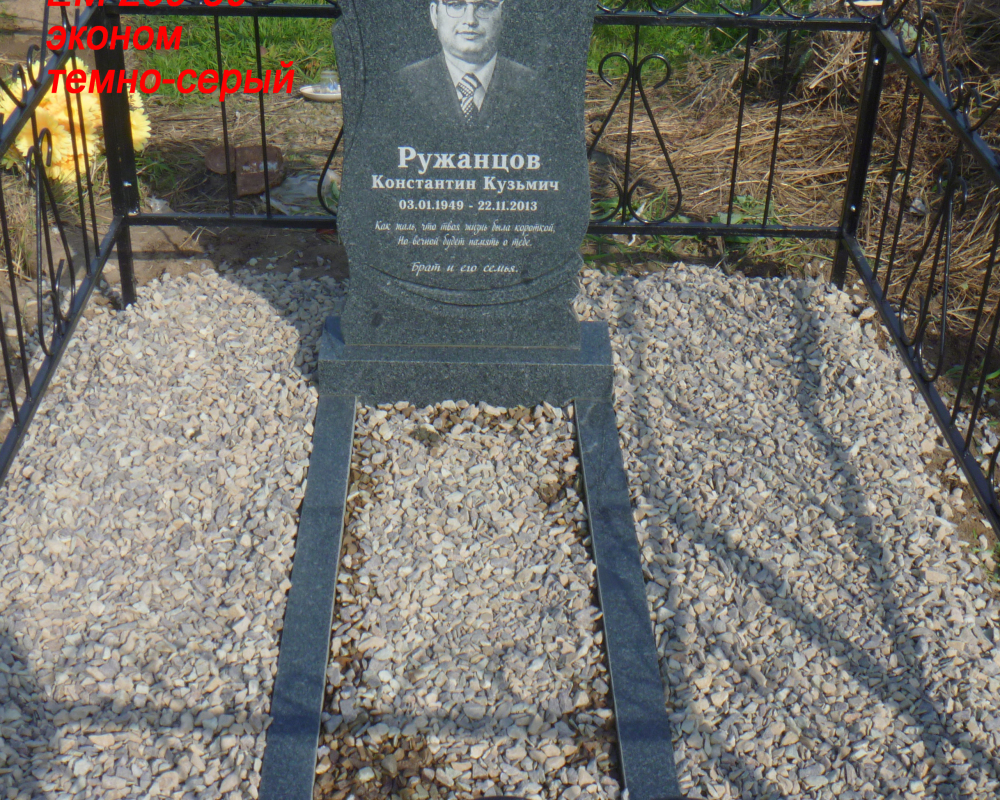 эконом
темно-серый
Ружанцов
Константин Кузьмич
03.01.1949 - 22.11.2013
Как жаль, что твоя жизнь была короткой,
Но вечной будет память о тебе.
Брат и его семья.